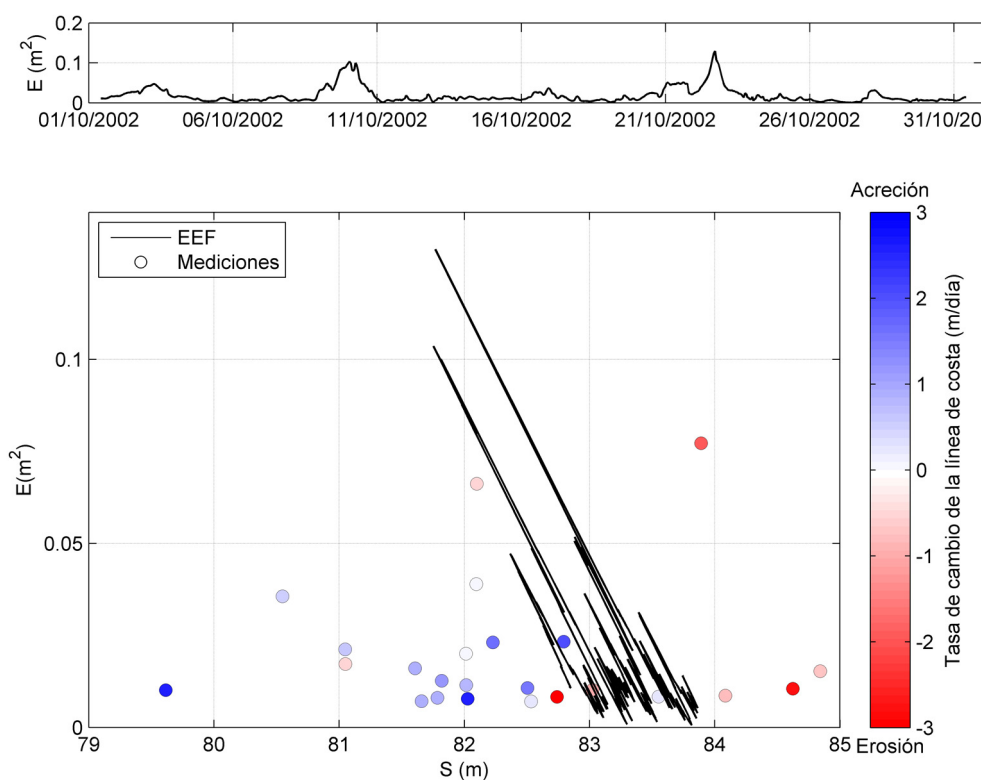 0.2
0.1
0
E (m²)
01/10/2002 06/10/2002 11/10/2002 16/10/2002 21/10/2002 26/10/2002 31/10/20
Acreción
EEF
Mediciones
0.1
0.05
0
E(m²)
79 80 81 82 83 84 85
S (m)
3
2
1
0
-1
-2
-3
Tasa de cambio de la línea de costa (m/día)
Erosión